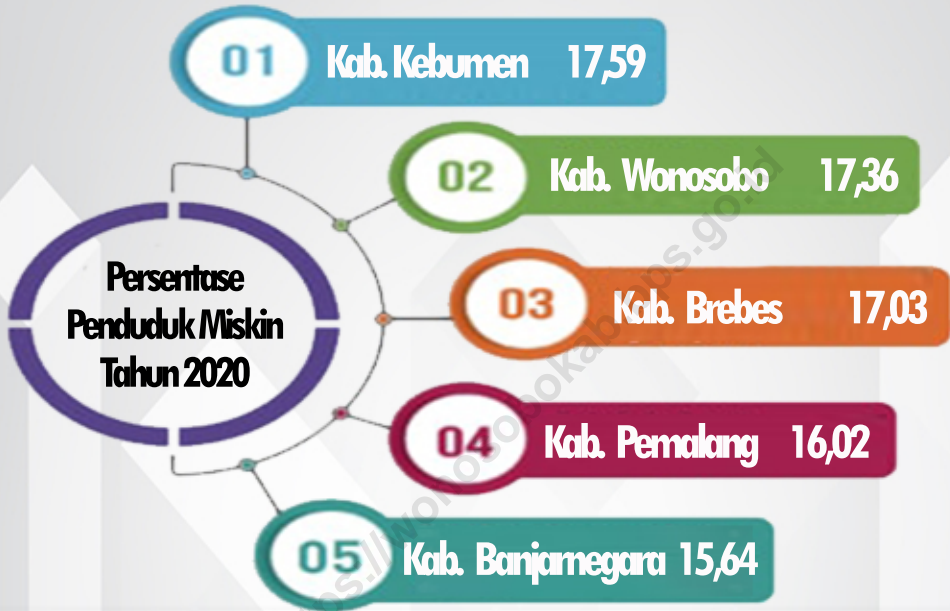 01 Kab. Kebumen 17,59
02 Kab. Wonosobo 17,36
03 Kab. Brebes 17,03
Persentase
Penduduk Miskin
Tahun 2020
04 Kab. Pemalang 16,02
05 Kab. Banjarnegara 15,64